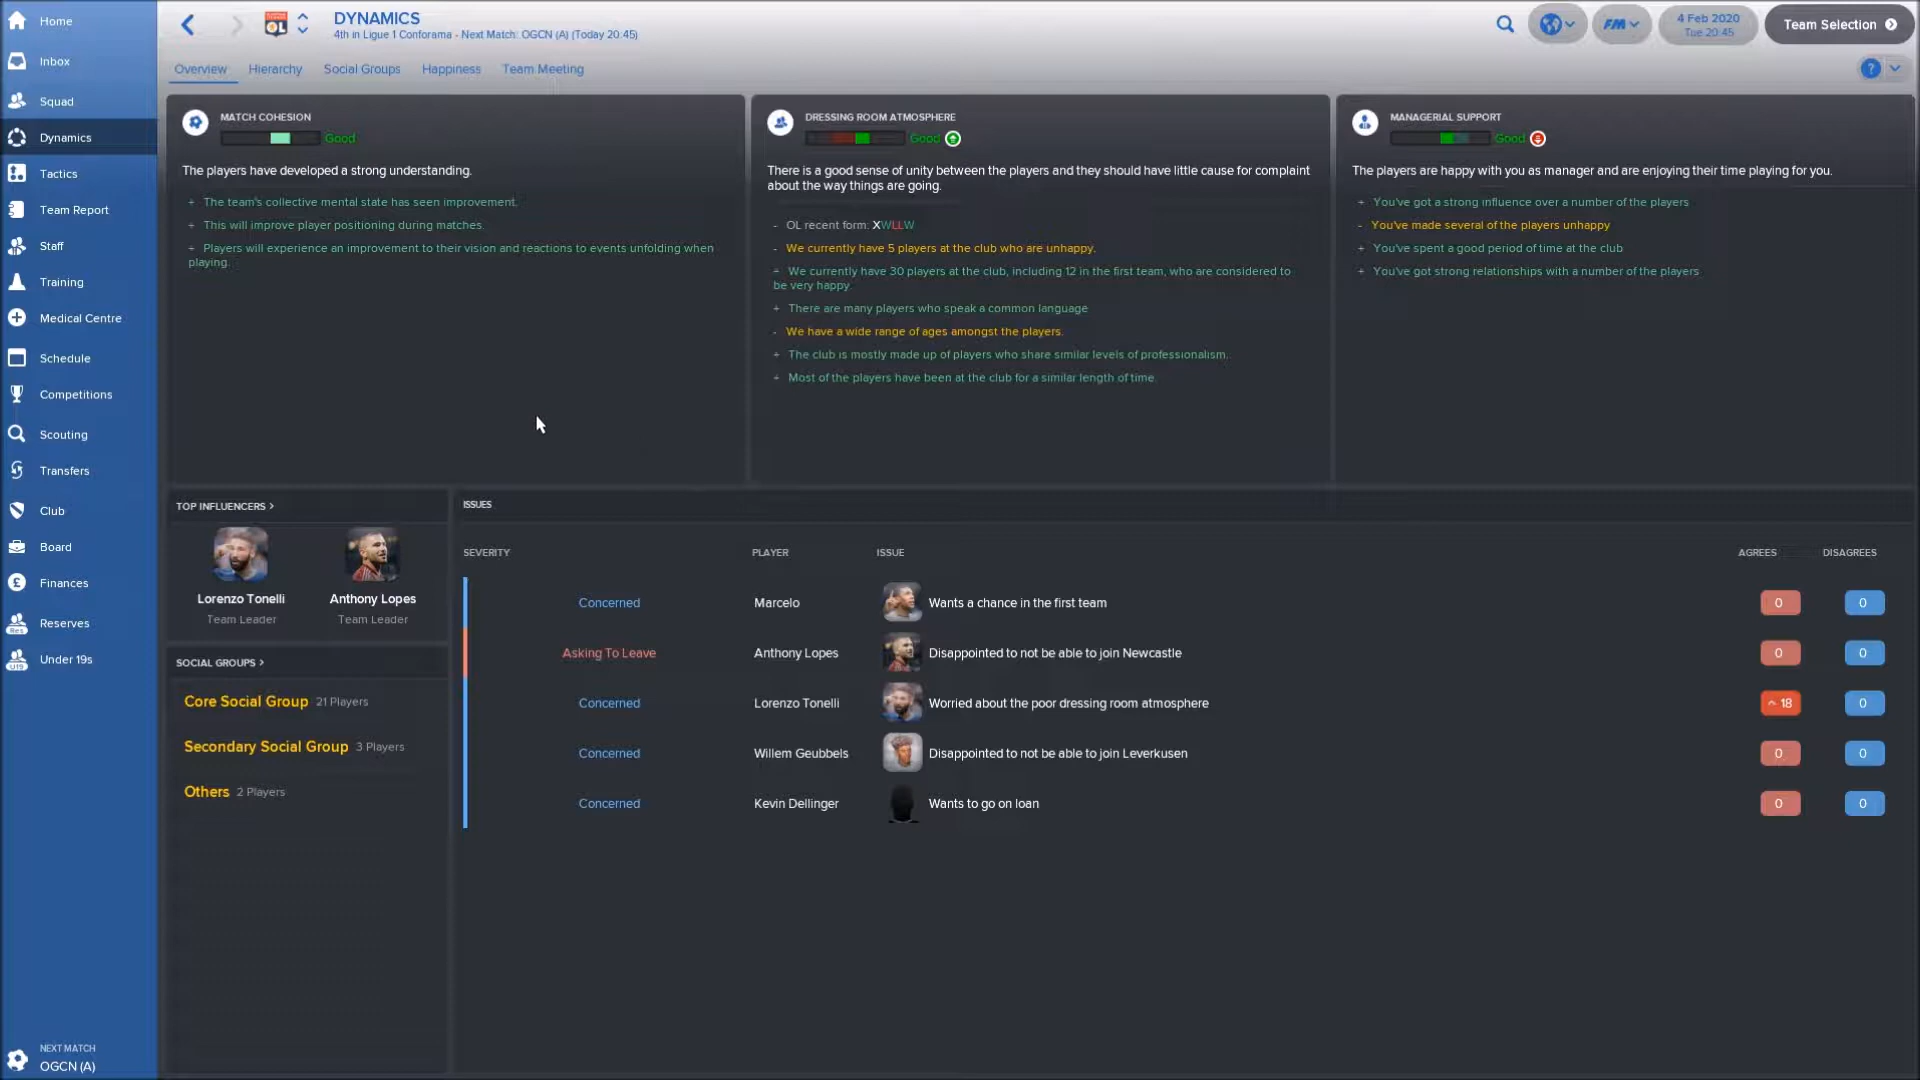 Home
Inbox
Squad
Dynamics
Tactics
Team Report
Staff
Training
Medical Centre
Schedule
Competitions
Scouting
Transfers
Club
Board
Finances
Reserves
Under 19s
NEXT MATCH
OGCN (A)
DYNAMICS
4th in Ligue 1 Conforama - Next Match: OGCN (A) (Today 20:45)
FM
4 Feb 2020
Tue 20:45
Team Selection
Overview Hierarchy Social Groups Happiness Team Meeting
?
MATCH COHESION
Good
The players have developed a strong understanding.
+ The team's collective mental state has seen improvement.
+ This will improve player positioning during matches.
+ Players will experience an improvement to their vision and reactions to events unfolding when
playing.
DRESSING ROOM ATMOSPHERE
Good
There is a good sense of unity between the players and they should have little cause for complaint
about the way things are going.
- OL recent form: XWLLW
- We currently have 5 players at the club who are unhappy.
+ We currently have 30 players at the club, including 12 in the first team, who are considered to
be very happy.
+ There are many players who speak a common language
- We have a wide range of ages amongst the players.
+ The club is mostly made up of players who share similar levels of professionalism.
+ Most of the players have been at the club for a similar length of time.
MANAGERIAL SUPPORT
Good
The players are happy with you as manager and are enjoying their time playing for you.
+ You've got a strong influence over a number of the players
- You've made several of the players unhappy
+ You've spent a good period of time at the club
+ You've got strong relationships with a number of the players
TOP INFLUENCERS >
Lorenzo Tonelli Anthony Lopes
Team Leader Team Leader
SOCIAL GROUPS >
Core Social Group 21 Players
Secondary Social Group 3 Players
Others 2 Players
ISSUES
SEVERITY PLAYER ISSUE AGREES DISAGREES
Concerned Marcelo Wants a chance in the first team 0 0
Asking To Leave Anthony Lopes Disappointed to not be able to join Newcastle 0 0
Concerned Lorenzo Tonelli Worried about the poor dressing room atmosphere 18 0
Concerned Willem Geubbels Disappointed to not be able to join Leverkusen 0 0
Concerned Kevin Dellinger Wants to go on loan 0 0